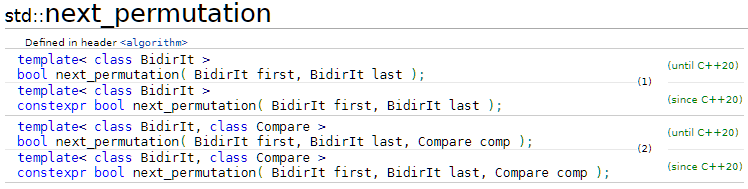 std::next_permutation
Defined in header <algorithm>
template< class BidirIt >
bool next_permutation( BidirIt first, BidirIt last );
(until C++20)
(1)
template< class BidirIt >
constexpr bool next_permutation( BidirIt first, BidirIt last );
(since C++20)
template< class BidirIt, class Compare >
bool next_permutation( BidirIt first, BidirIt last, Compare comp );
(until C++20)
(2)
template< class BidirIt, class Compare >
constexpr bool next_permutation( BidirIt first, BidirIt last, Compare comp );
(since C++20)